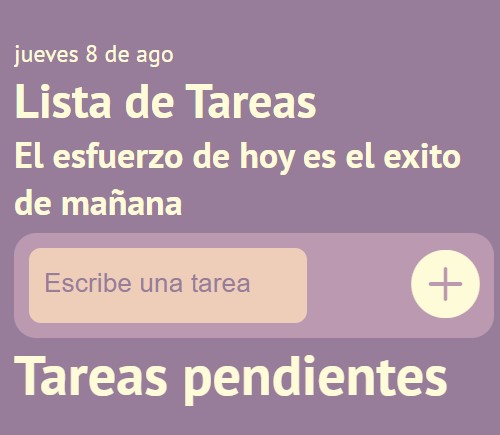 jueves 8 de ago
Lista de Tareas
El esfuerzo de hoy es el exito
de mañana
Escribe una tarea
Tareas pendientes